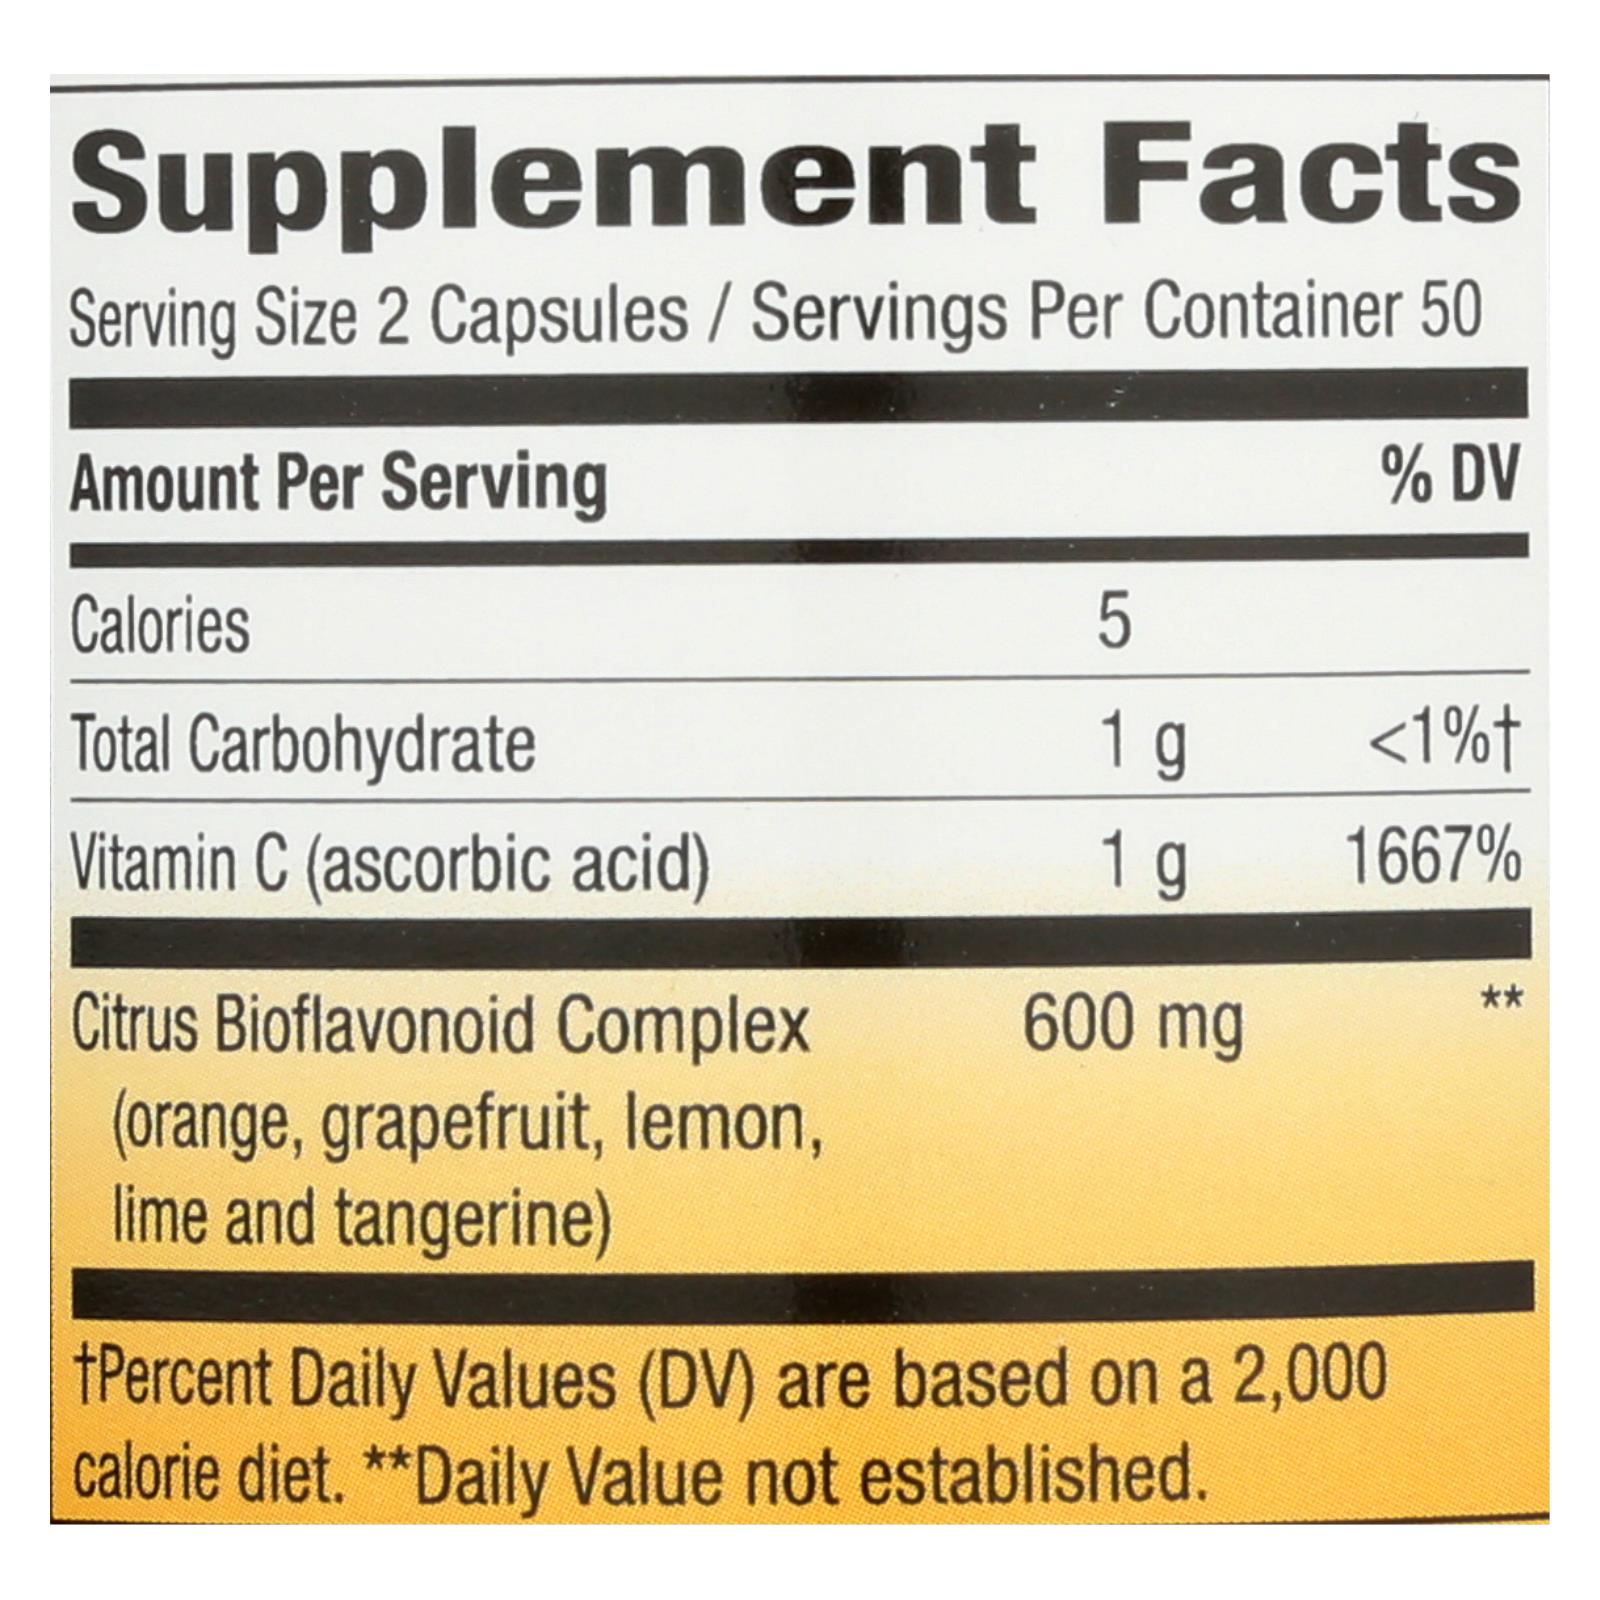 Supplement Facts
Serving Size 2 Capsules / Servings Per Container 50
Amount Per Serving % DV
Calories 5
Total Carbohydrate 1 g <1%†
Vitamin C (ascorbic acid) 1 g 1667%
Citrus Bioflavonoid Complex 600 mg **
(orange, grapefruit, lemon,
lime and tangerine)
†Percent Daily Values (DV) are based on a 2,000
calorie diet. **Daily Value not established.